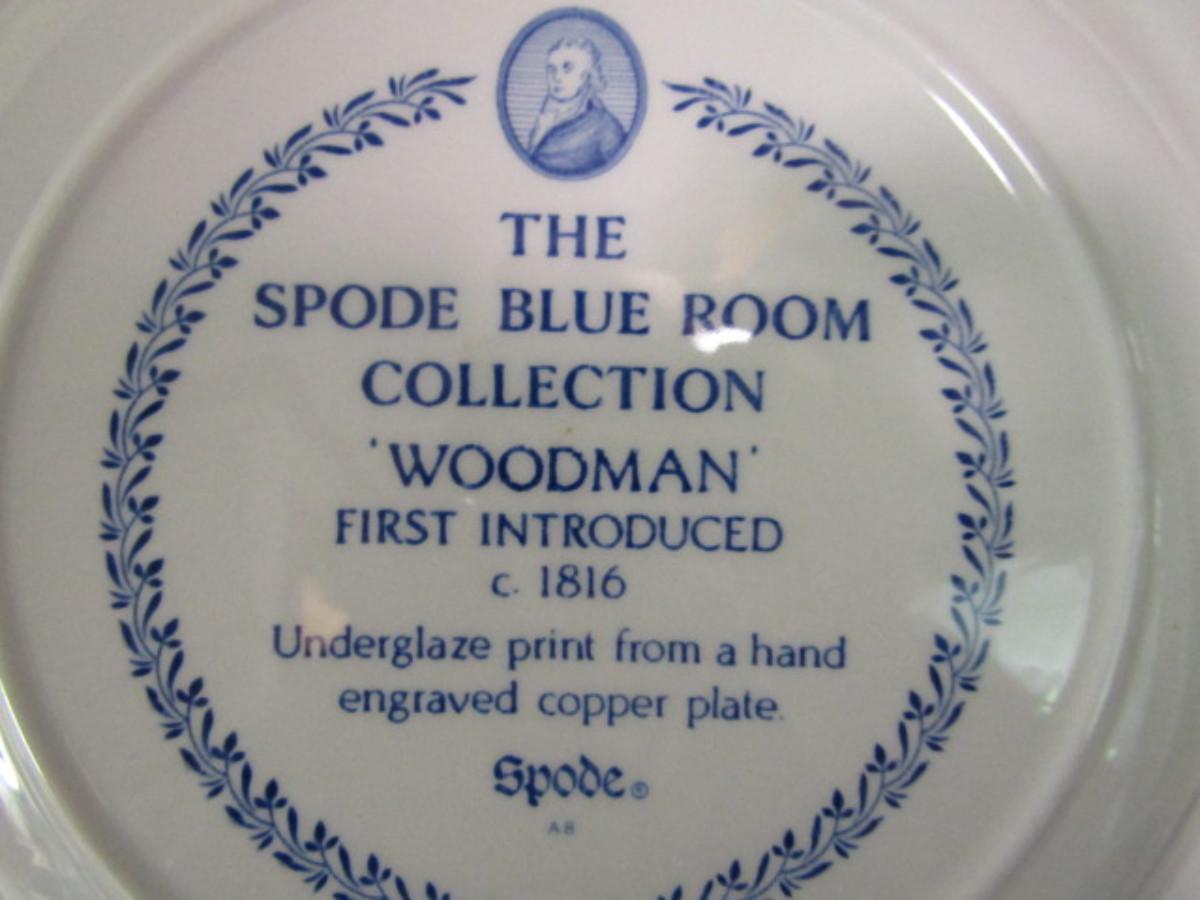 THE
SPODE BLUE ROOM
COLLECTION
'WOODMAN'
FIRST INTRODUCED
c. 1816
Underglaze print from a hand
engraved copper plate.
Spode®
A8